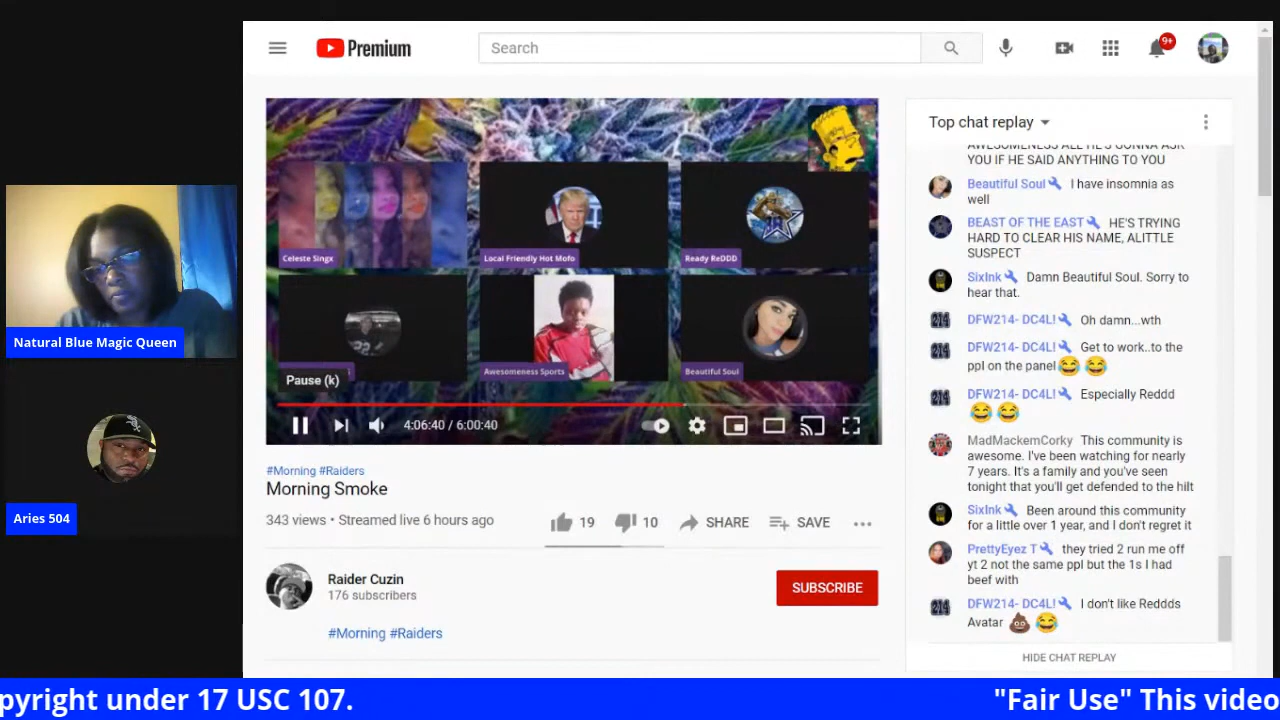 Premium
Search
9+
Celeste Singx
Local Friendly Hot Mofo
Ready ReDDD
Awesomeness Sports
Beautiful Soul
Pause (k)
4:06:40 / 6:00:40
#Morning #Raiders
Morning Smoke
343 views • Streamed live 6 hours ago
19
10
SHARE
SAVE
Raider Cuzin
176 subscribers
SUBSCRIBE
#Morning #Raiders
Top chat replay
AWESOMENESS ALL HE'S GONNA ASK
YOU IF HE SAID ANYTHING TO YOU
Beautiful Soul I have insomnia as
well
BEAST OF THE EAST HE'S TRYING
HARD TO CLEAR HIS NAME, ALITTLE
SUSPECT
SixInk Damn Beautiful Soul. Sorry to
hear that.
DFW214- DC4L! Oh damn...wth
DFW214- DC4L! Get to work..to the
ppl on the panel😂😂
DFW214- DC4L! Especially Redd
😂😂
MadMackemCorky This community is
awesome. I've been watching for nearly
7 years. It's a family and you've seen
tonight that you'll get defended to the hilt
SixInk Been around this community
for a little over 1 year, and I don't regret it
PrettyEyez T they tried 2 run me off
yt 2 not the same ppl but the 1s I had
beef with
DFW214- DC4L! I don't like Reddds
Avatar 💩😂
HIDE CHAT REPLAY
Natural Blue Magic Queen
Aries 504
pyright under 17 USC 107.
"Fair Use" This video